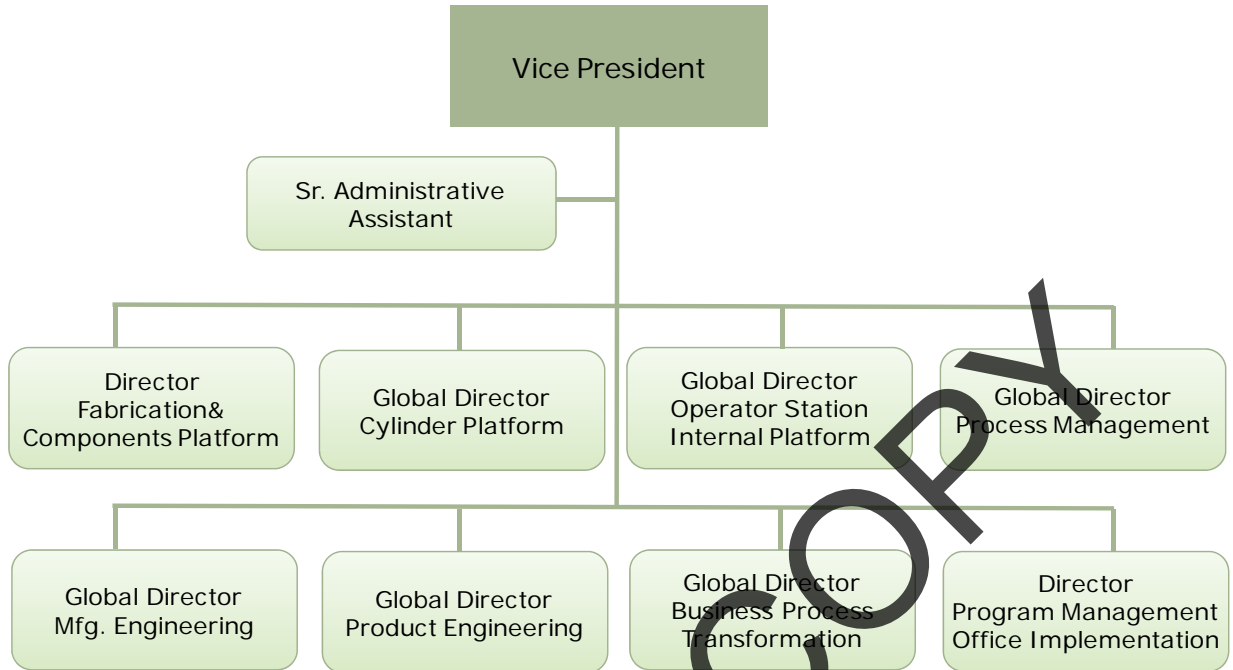 Vice President
Sr. Administrative
Assistant
Director
Fabrication&
Components Platform
Global Director
Cylinder Platform
Global Director
Operator Station
Internal Platform
Global Director
Process Management
Global Director
Mfg. Engineering
Global Director
Product Engineering
Global Director
Business Process
Transformation
Director
Program Management
Office Implementation
COPY